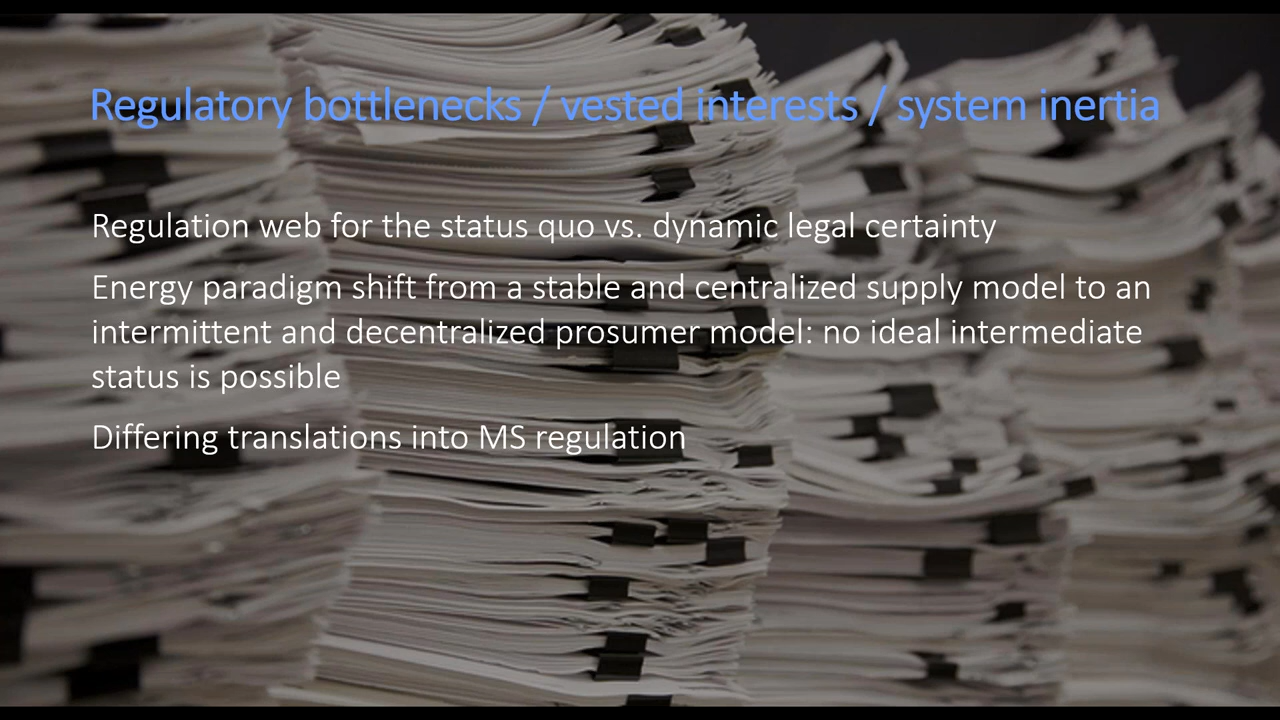 Regulatory bottlenecks / vested interests / system inertia
Regulation web for the status quo vs. dynamic legal certainty
Energy paradigm shift from a stable and centralized supply model to an
intermittent and decentralized prosumer model: no ideal intermediate
status is possible
Differing translations into MS regulation